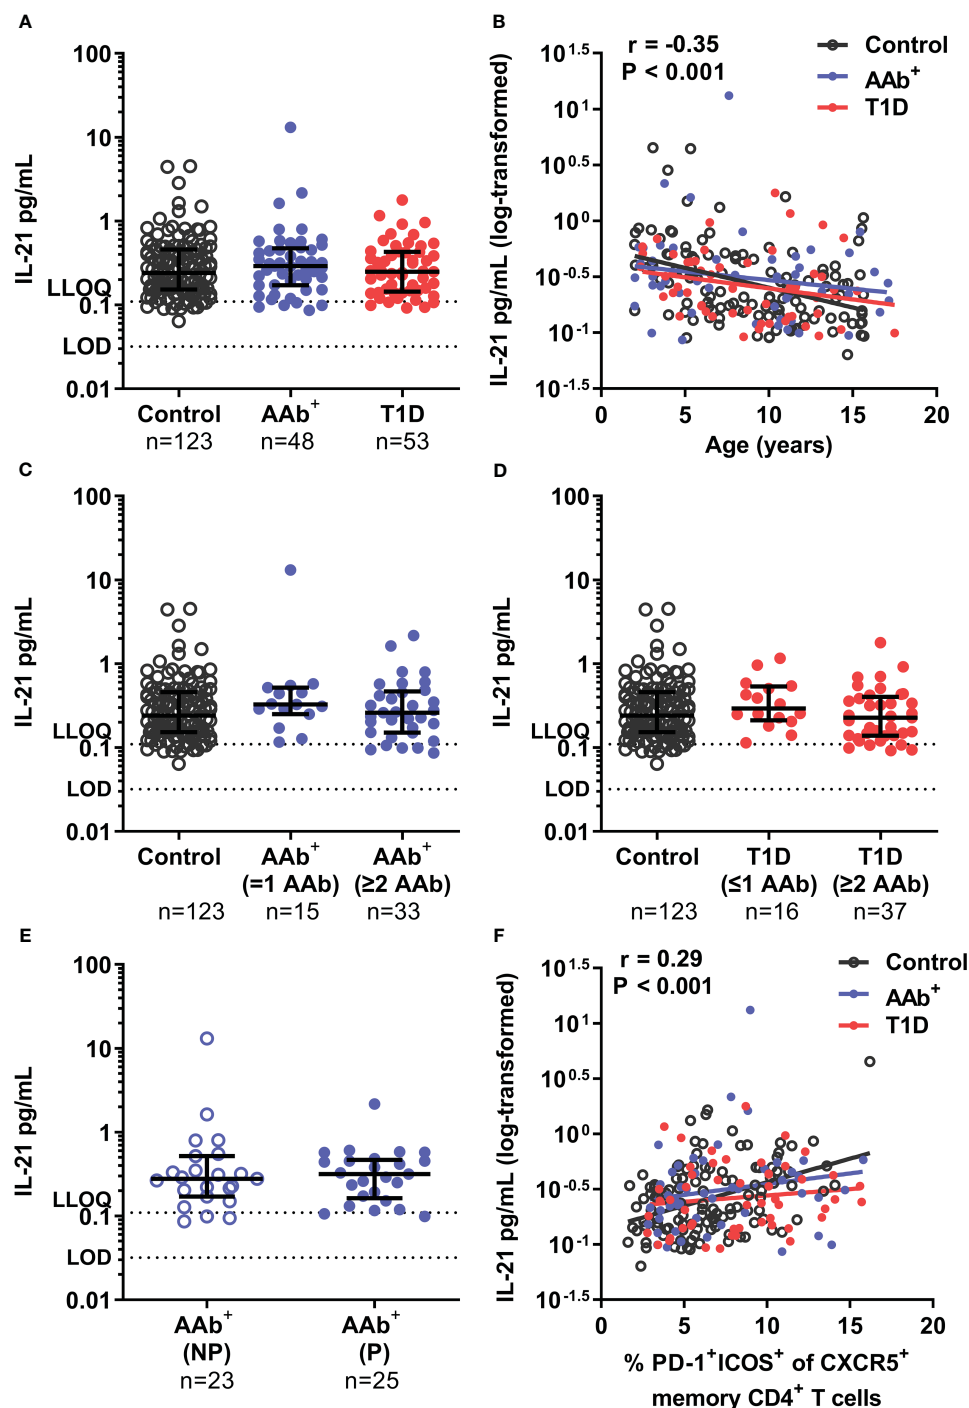 A
IL-21 pg/mL
100
10
1
0.1
0.01
LLOQ
LOD
Control
AAb+
T1D
n=123
n=48
n=53
B
r = -0.35
P < 0.001
Control
AAb+
T1D
IL-21 pg/mL (log-transformed)
10^1.5
10^1
10^0.5
10^0
10^-0.5
10^-1
10^-1.5
0
5
10
15
20
Age (years)
C
IL-21 pg/mL
100
10
1
0.1
0.01
LLOQ
LOD
Control
AAb+
(=1 AAb)
AAb+
(≥2 AAb)
n=123
n=15
n=33
D
IL-21 pg/mL
100
10
1
0.1
0.01
LLOQ
LOD
Control
T1D
(≤1 AAb)
T1D
(≥2 AAb)
n=123
n=16
n=37
E
IL-21 pg/mL
100
10
1
0.1
0.01
LLOQ
LOD
AAb+
(NP)
AAb+
(P)
n=23
n=25
F
r = 0.29
P < 0.001
Control
AAb+
T1D
IL-21 pg/mL (log-transformed)
10^1.5
10^1
10^0.5
10^0
10^-0.5
10^-1
10^-1.5
0
5
10
15
20
% PD-1+ICOS+ of CXCR5+
memory CD4+ T cells